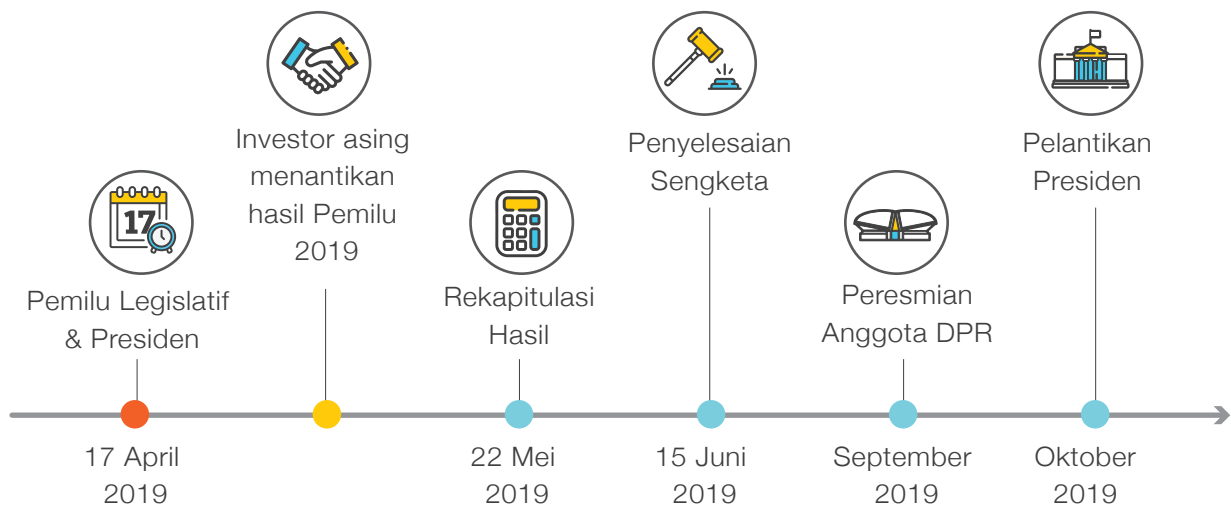 17
Pemilu Legislatif
& Presiden
17 April
2019
Investor asing
menantikan
hasil Pemilu
2019
Rekapitulasi
Hasil
22 Mei
2019
Penyelesaian
Sengketa
15 Juni
2019
Peresmian
Anggota DPR
September
2019
Pelantikan
Presiden
Oktober
2019